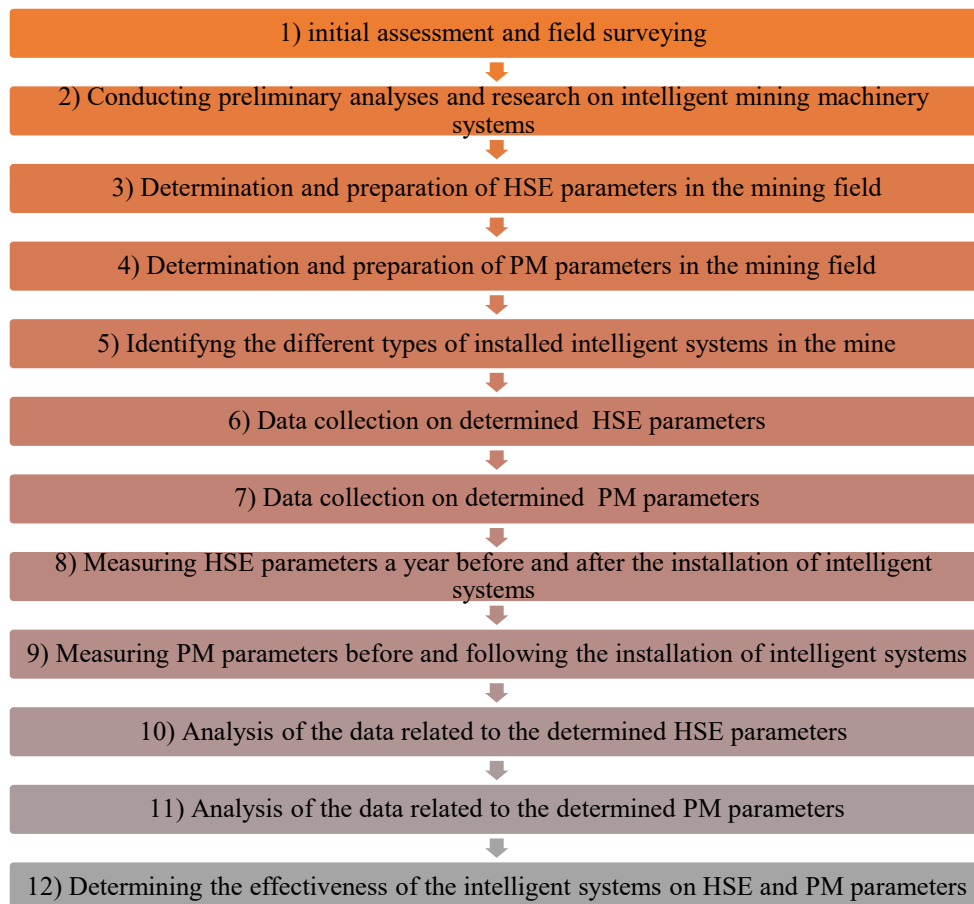 1) initial assessment and field surveying
2) Conducting preliminary analyses and research on intelligent mining machinery
systems
3) Determination and preparation of HSE parameters in the mining field
4) Determination and preparation of PM parameters in the mining field
5) Identifyng the different types of installed intelligent systems in the mine
6) Data collection on determined HSE parameters
7) Data collection on determined PM parameters
8) Measuring HSE parameters a year before and after the installation of intelligent
systems
9) Measuring PM parameters before and following the installation of intelligent systems
10) Analysis of the data related to the determined HSE parameters
11) Analysis of the data related to the determined PM parameters
12) Determining the effectiveness of the intelligent systems on HSE and PM parameters